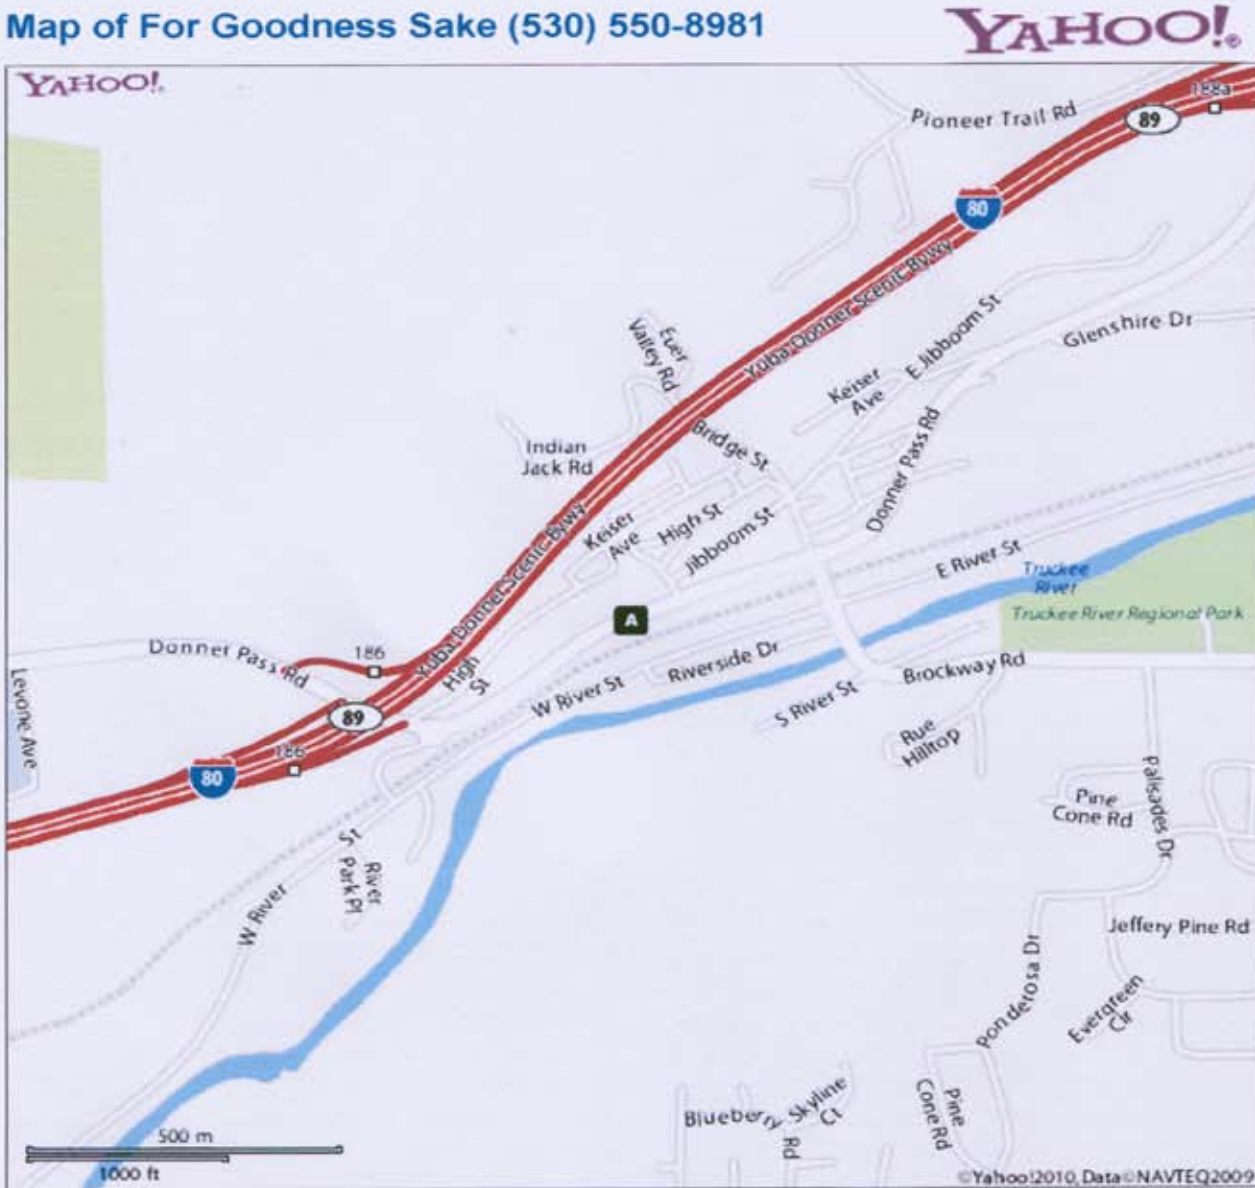 Map of For Goodness Sake (530) 550-8981
YAHOO!
YAHOO!
188a
Pioneer Trail Rd
89
80
Yuba Donner Scenic Bywy
E Jibboom St
Glenshire Dr
Euer
Valley Rd
Keiser
Ave
Bridge St
Indian
Jack Rd
Donner Pass Rd
High St
Keiser
Ave
Jibboom St
Yuba Donner Scenic Bywy
E River St
Truckee
River
Truckee River Regional Park
A
Donner Pass Rd
186
High
St
Riverside Dr
Brockway Rd
W River St
S River St
Levone Ave
89
186
80
Rue
Hilltop
Palisades Dr
Pine
Cone Rd
W River St
River
Park Pl
Jeffery Pine Rd
Ponderosa Dr
Evergreen
Cir
Blueberry Rd
Skyline
Ct
Pine
Cone Rd
500 m
1000 ft
©Yahoo!2010, Data©NAVTEQ2009